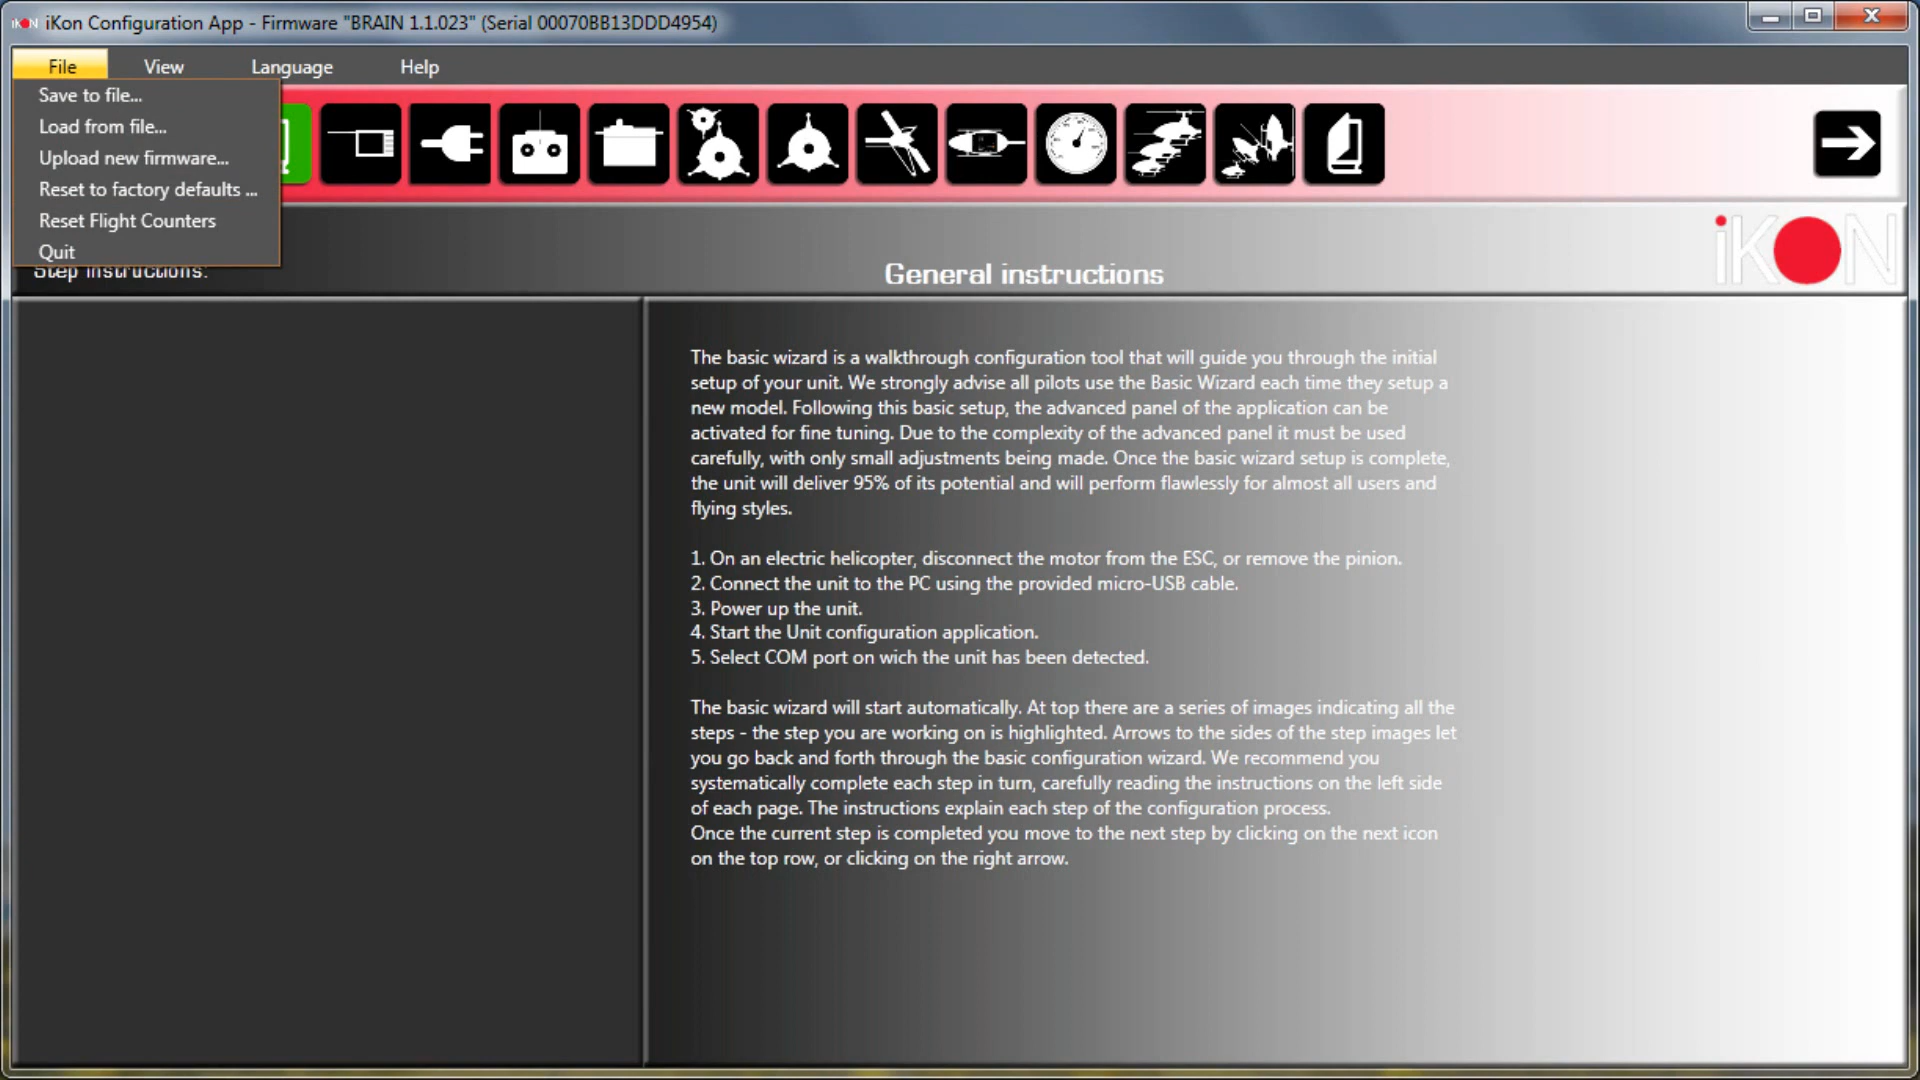 iKON iKon Configuration App - Firmware "BRAIN 1.1.023" (Serial 00070BB13DDD4954)
File View Language Help
Save to file...
Load from file...
Upload new firmware...
Reset to factory defaults ...
Reset Flight Counters
Quit
Step instructions:
General instructions
iKON
The basic wizard is a walkthrough configuration tool that will guide you through the initial
setup of your unit. We strongly advise all pilots use the Basic Wizard each time they setup a
new model. Following this basic setup, the advanced panel of the application can be
activated for fine tuning. Due to the complexity of the advanced panel it must be used
carefully, with only small adjustments being made. Once the basic wizard setup is complete,
the unit will deliver 95% of its potential and will perform flawlessly for almost all users and
flying styles.
1. On an electric helicopter, disconnect the motor from the ESC, or remove the pinion.
2. Connect the unit to the PC using the provided micro-USB cable.
3. Power up the unit.
4. Start the Unit configuration application.
5. Select COM port on wich the unit has been detected.
The basic wizard will start automatically. At top there are a series of images indicating all the
steps - the step you are working on is highlighted. Arrows to the sides of the step images let
you go back and forth through the basic configuration wizard. We recommend you
systematically complete each step in turn, carefully reading the instructions on the left side
of each page. The instructions explain each step of the configuration process.
Once the current step is completed you move to the next step by clicking on the next icon
on the top row, or clicking on the right arrow.